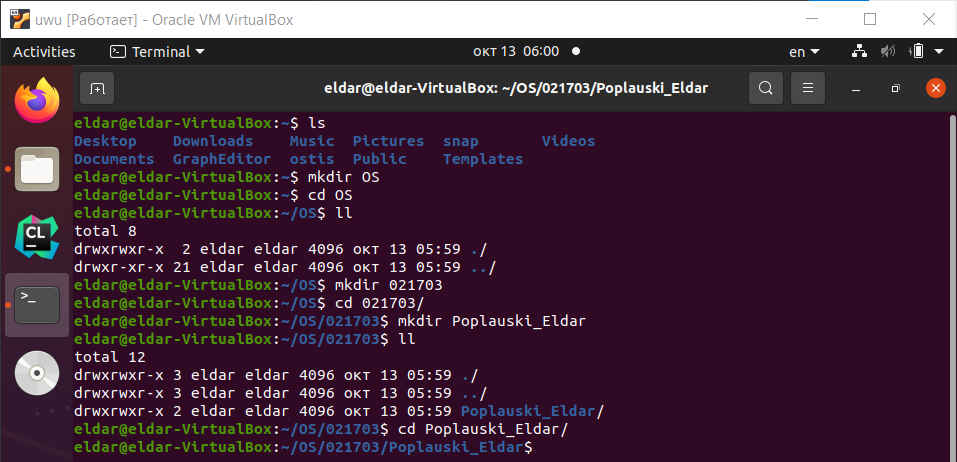 uwu [Работает] - Oracle VM VirtualBox
Activities Terminal окт 13 06:00 en
eldar@eldar-VirtualBox: ~/OS/021703/Poplauski_Eldar
eldar@eldar-VirtualBox:~$ ls
Desktop Downloads Music Pictures snap Videos
Documents GraphEditor ostis Public Templates
eldar@eldar-VirtualBox:~$ mkdir OS
eldar@eldar-VirtualBox:~$ cd OS
eldar@eldar-VirtualBox:~/OS$ ll
total 8
drwxrwxr-x 2 eldar eldar 4096 окт 13 05:59 ./
drwxr-xr-x 21 eldar eldar 4096 окт 13 05:59 ../
eldar@eldar-VirtualBox:~/OS$ mkdir 021703
eldar@eldar-VirtualBox:~/OS$ cd 021703/
eldar@eldar-VirtualBox:~/OS/021703$ mkdir Poplauski_Eldar
eldar@eldar-VirtualBox:~/OS/021703$ ll
total 12
drwxrwxr-x 3 eldar eldar 4096 окт 13 05:59 ./
drwxrwxr-x 3 eldar eldar 4096 окт 13 05:59 ../
drwxrwxr-x 2 eldar eldar 4096 окт 13 05:59 Poplauski_Eldar/
eldar@eldar-VirtualBox:~/OS/021703$ cd Poplauski_Eldar/
eldar@eldar-VirtualBox:~/OS/021703/Poplauski_Eldar$
CL
>_